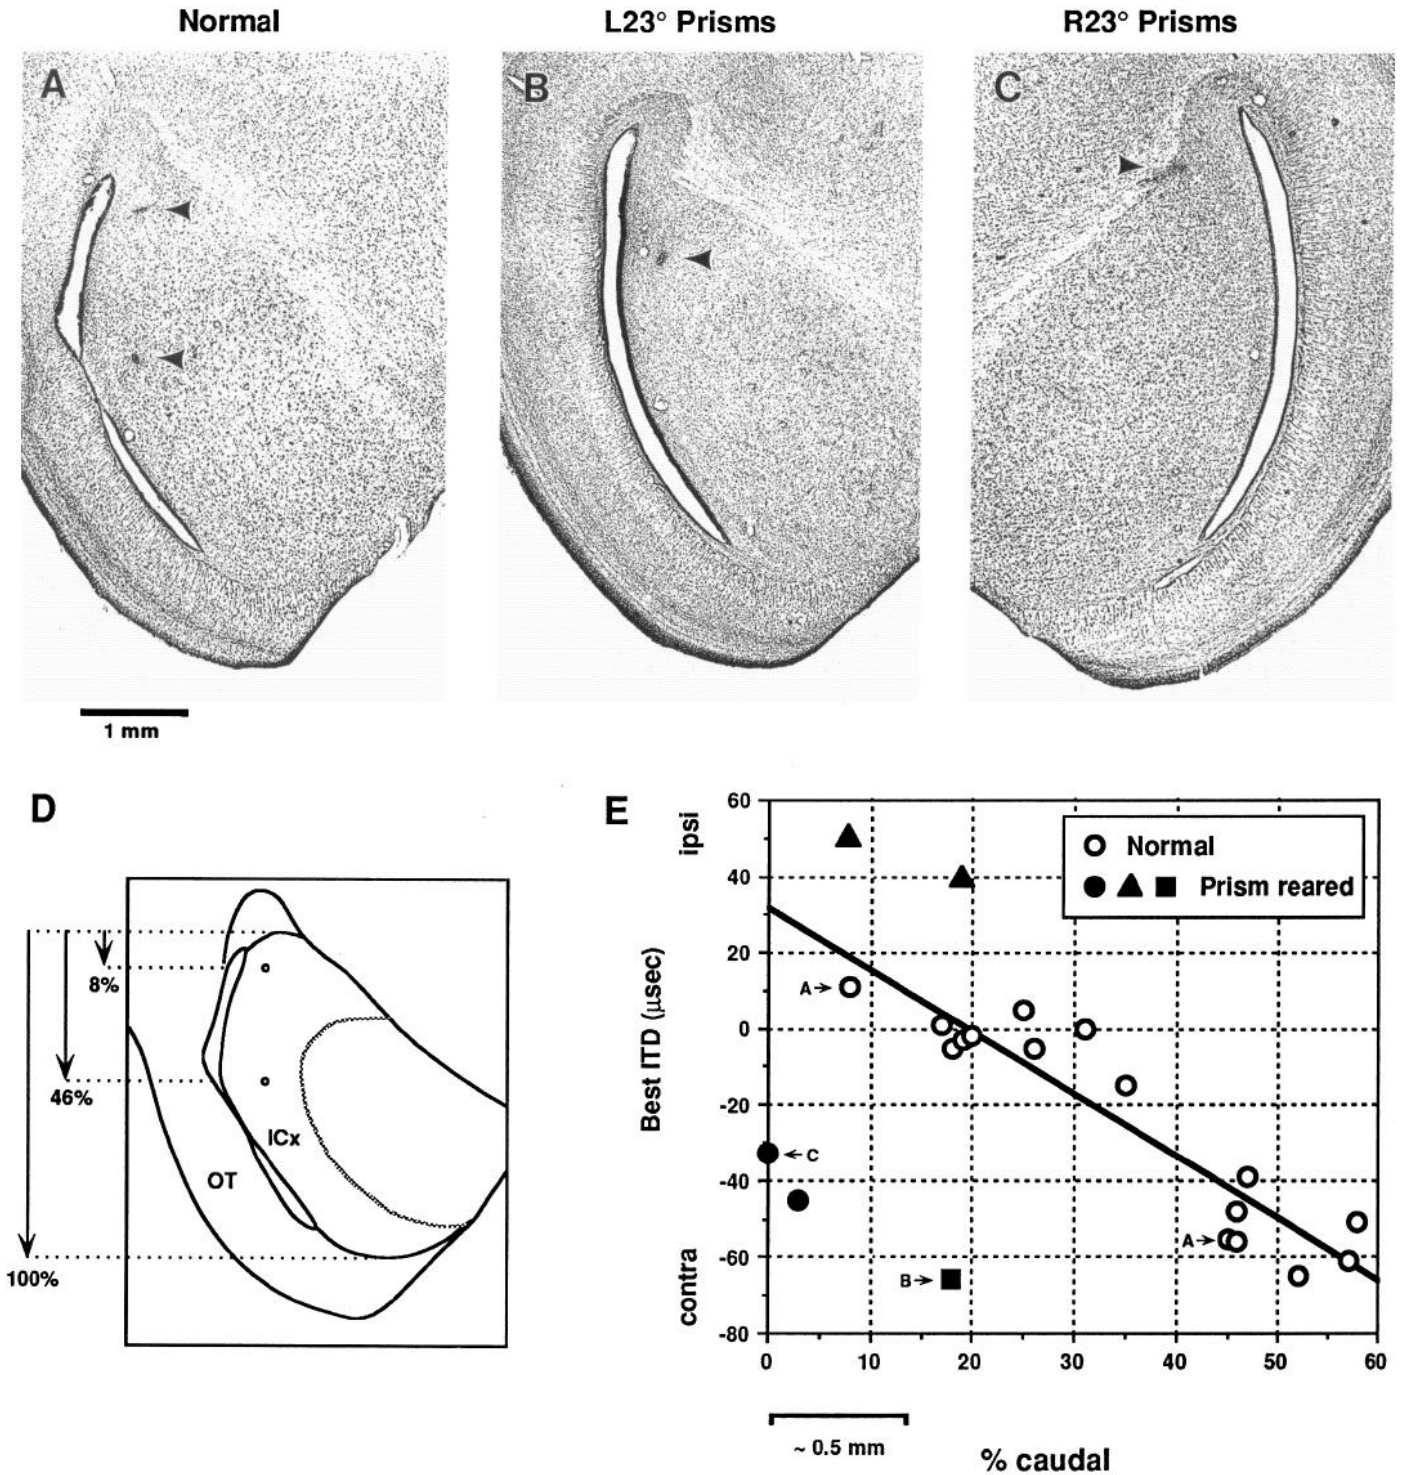 Normal
L23° Prisms
R23° Prisms
A
B
C
1 mm
D
8%
46%
100%
ICx
OT
E
ipsi
Best ITD (μsec)
contra
60
40
20
0
-20
-40
-60
-80
Normal
Prism reared
A
C
A
B
0
10
20
30
40
50
60
~ 0.5 mm
% caudal